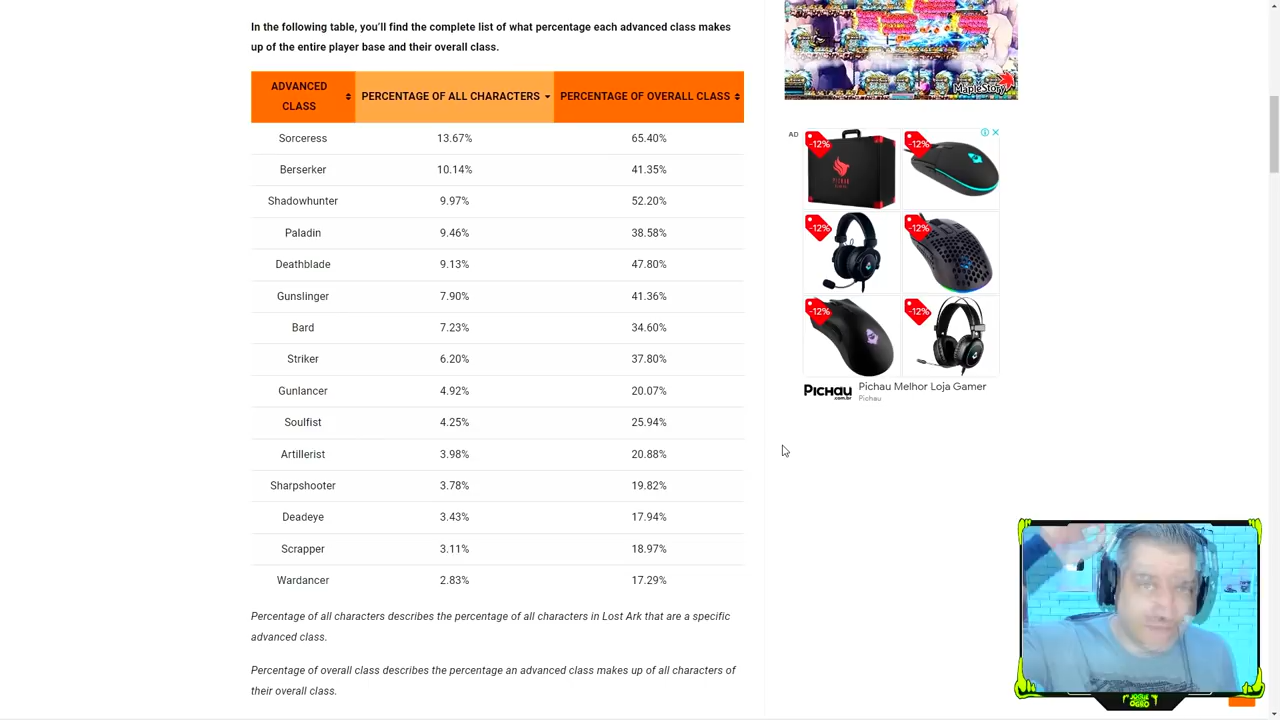 In the following table, you'll find the complete list of what percentage each advanced class makes
up of the entire player base and their overall class.
ADVANCED CLASS PERCENTAGE OF ALL CHARACTERS PERCENTAGE OF OVERALL CLASS
Sorceress 13.67% 65.40%
Berserker 10.14% 41.35%
Shadowhunter 9.97% 52.20%
Paladin 9.46% 38.58%
Deathblade 9.13% 47.80%
Gunslinger 7.90% 41.36%
Bard 7.23% 34.60%
Striker 6.20% 37.80%
Gunlancer 4.92% 20.07%
Soulfist 4.25% 25.94%
Artillerist 3.98% 20.88%
Sharpshooter 3.78% 19.82%
Deadeye 3.43% 17.94%
Scrapper 3.11% 18.97%
Wardancer 2.83% 17.29%
Percentage of all characters describes the percentage of all characters in Lost Ark that are a specific
advanced class.
Percentage of overall class describes the percentage an advanced class makes up of all characters of
their overall class.
MapleStory
AD
-12% -12%
PICHAU
-12% -12%
-12% -12%
PICHAU .com.br
Pichau Melhor Loja Gamer
Pichau
JOGUE
OGRO